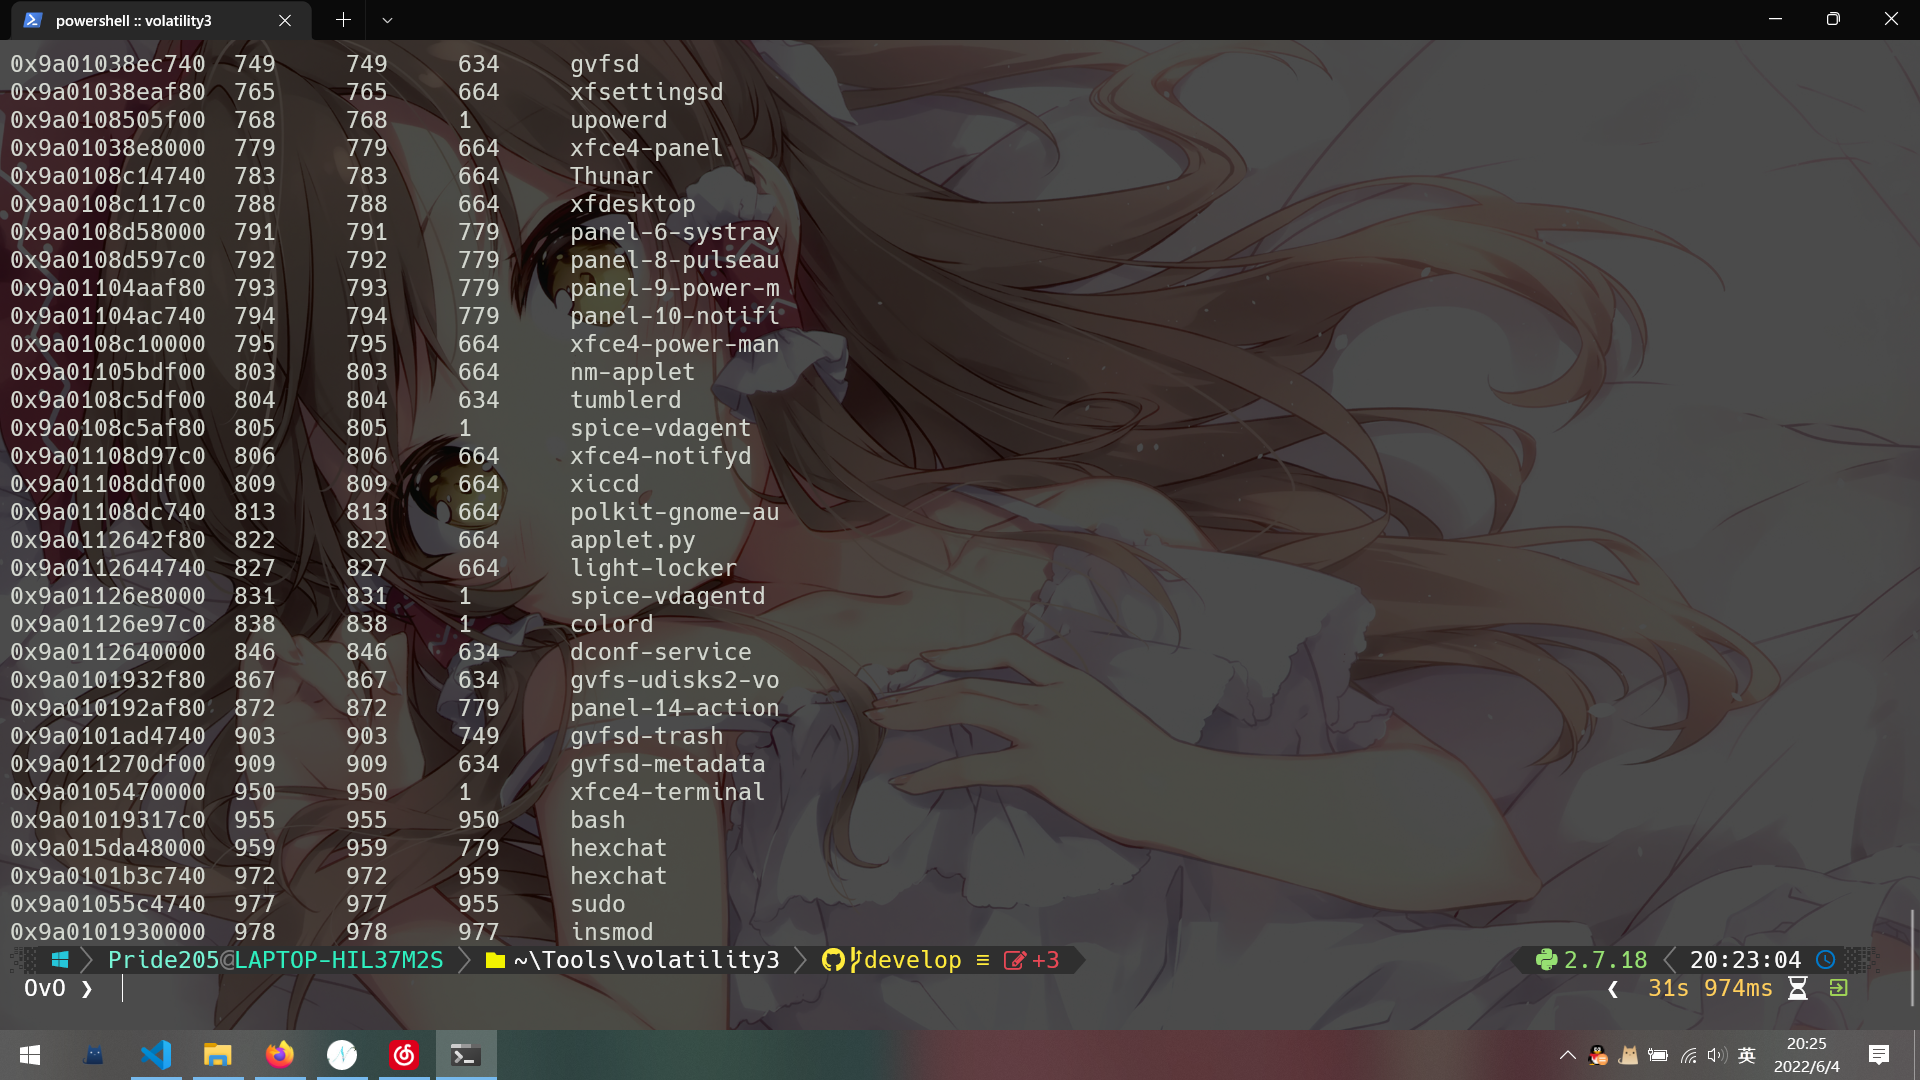 powershell :: volatility3
0x9a01038ec740 749 749 634 gvfsd
0x9a01038eaf80 765 765 664 xfsettingsd
0x9a0108505f00 768 768 1 upowerd
0x9a01038e8000 779 779 664 xfce4-panel
0x9a0108c14740 783 783 664 Thunar
0x9a0108c117c0 788 788 664 xfdesktop
0x9a0108d58000 791 791 779 panel-6-systray
0x9a0108d597c0 792 792 779 panel-8-pulseau
0x9a01104aaf80 793 793 779 panel-9-power-m
0x9a01104ac740 794 794 779 panel-10-notifi
0x9a0108c10000 795 795 664 xfce4-power-man
0x9a01105bdf00 803 803 664 nm-applet
0x9a0108c5df00 804 804 634 tumblerd
0x9a0108c5af80 805 805 1 spice-vdagent
0x9a01108d97c0 806 806 664 xfce4-notifyd
0x9a01108ddf00 809 809 664 xiccd
0x9a01108dc740 813 813 664 polkit-gnome-au
0x9a0112642f80 822 822 664 applet.py
0x9a0112644740 827 827 664 light-locker
0x9a01126e8000 831 831 1 spice-vdagentd
0x9a01126e97c0 838 838 1 colord
0x9a0112640000 846 846 634 dconf-service
0x9a0101932f80 867 867 634 gvfs-udisks2-vo
0x9a010192af80 872 872 779 panel-14-action
0x9a0101ad4740 903 903 749 gvfsd-trash
0x9a011270df00 909 909 634 gvfsd-metadata
0x9a0105470000 950 950 1 xfce4-terminal
0x9a01019317c0 955 955 950 bash
0x9a015da48000 959 959 779 hexchat
0x9a0101b3c740 972 972 959 hexchat
0x9a01055c4740 977 977 955 sudo
0x9a0101930000 978 978 977 insmod
Pride205@LAPTOP-HIL37M2S ~\Tools\volatility3 develop ≡ +3 2.7.18 20:23:04
OvO ❯ ❮ 31s 974ms
英
20:25
2022/6/4